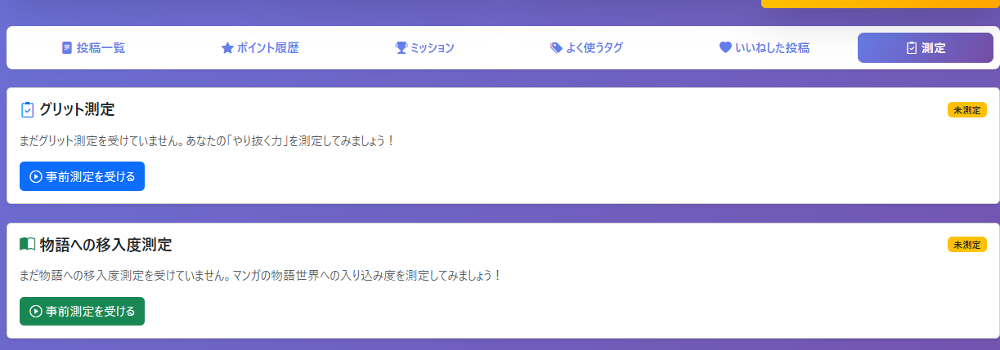 投稿一覧 ポイント履歴 ミッション よく使うタグ いいねした投稿 測定
グリット測定 未測定
まだグリット測定を受けていません。あなたの「やり抜く力」を測定してみましょう！
事前測定を受ける
物語への移入度測定 未測定
まだ物語への移入度測定を受けていません。マンガの物語世界への入り込み度を測定してみましょう！
事前測定を受ける